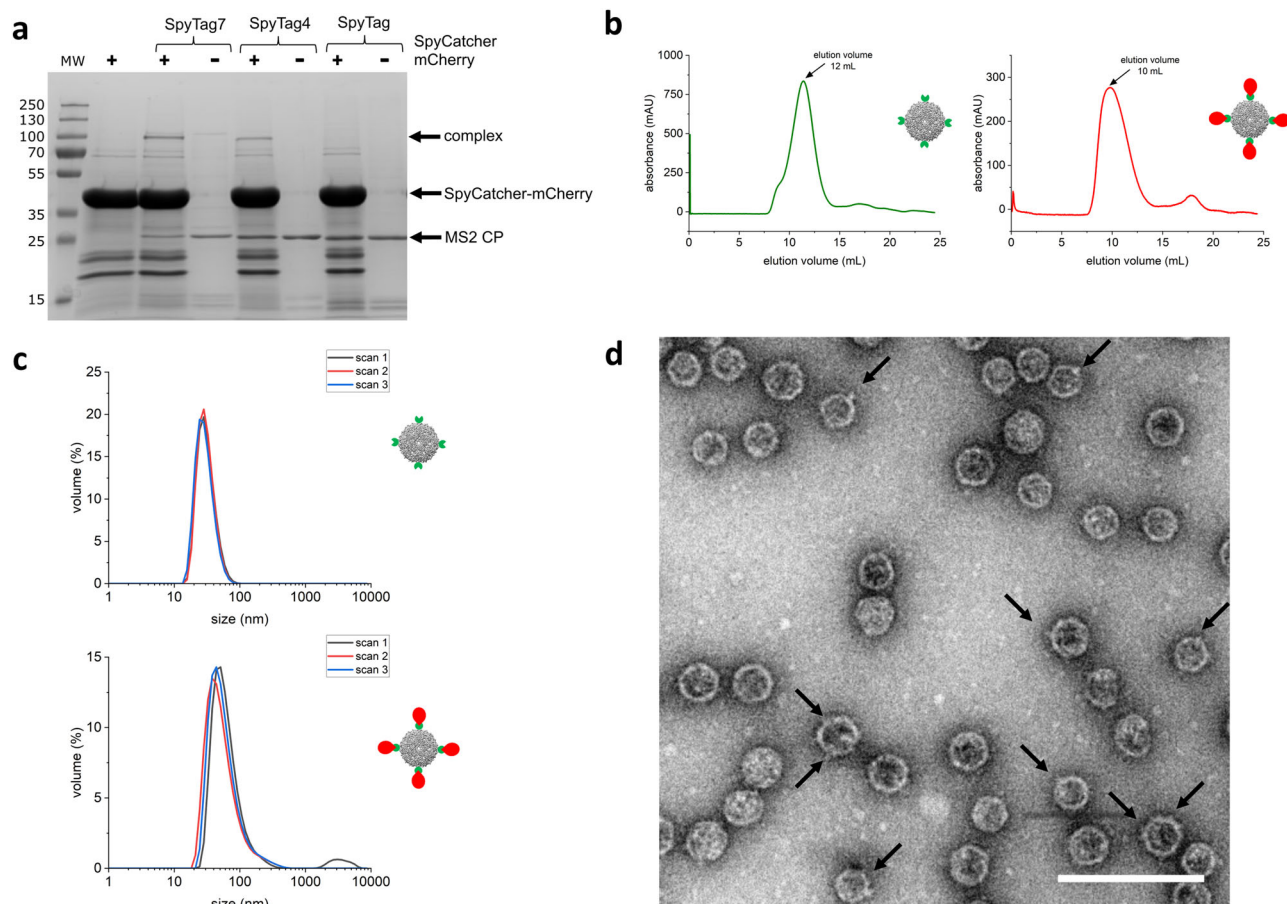 a
SpyTag7 SpyTag4 SpyTag
SpyCatcher
MW + + - + - + - mCherry
250
130
100
70
55
35
25
15
complex
SpyCatcher-mCherry
MS2 CP
b
elution volume
12 mL
absorbance (mAU)
1000
750
500
250
0
0 5 10 15 20 25
elution volume (mL)
elution volume
10 mL
absorbance (mAU)
300
200
100
0
0 5 10 15 20 25
elution volume (mL)
c
scan 1
scan 2
scan 3
volume (%)
25
20
15
10
5
0
1 10 100 1000 10000
size (nm)
scan 1
scan 2
scan 3
volume (%)
15
10
5
0
1 10 100 1000 10000
size (nm)
d